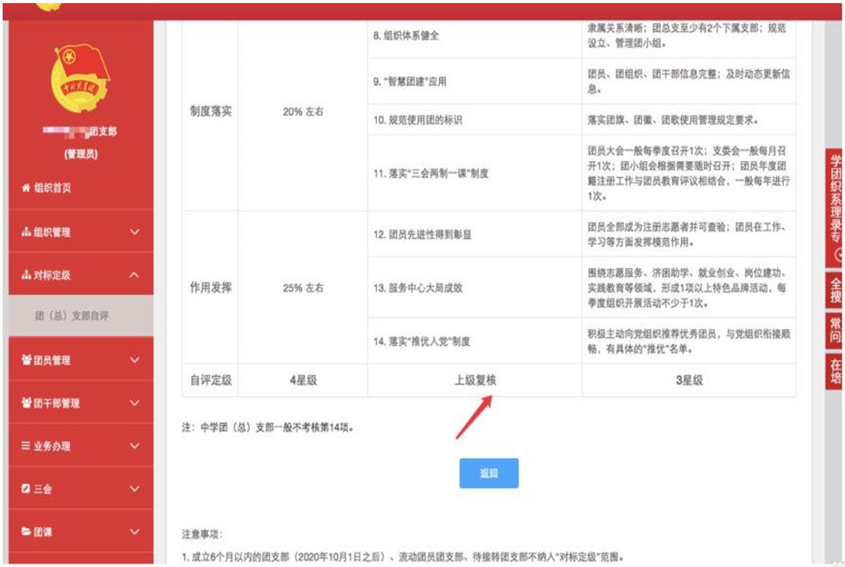 团支部
(管理员)
组织首页
组织管理
对标定级
团（总）支部自评
团员管理
团干部管理
业务办理
三会
团课
8. 组织体系健全
隶属关系清晰；团总支至少有2个下属支部；规范
设立、管理团小组。
制度落实
20% 左右
9. “智慧团建”应用
团员、团组织、团干部信息完整；及时动态更新信
息。
10. 规范使用团的标识
落实团旗、团徽、团歌使用管理规定要求。
11. 落实“三会两制一课”制度
团员大会一般每季度召开1次；支委会一般每月召
开1次；团小组会根据需要随时召开；团员年度团
籍注册工作与团员教育评议相结合，一般每年进行
1次。
作用发挥
25% 左右
12. 团员先进性得到彰显
团员全部成为注册志愿者并可查验；团员在工作、
学习等方面发挥模范作用。
13. 服务中心大局成效
围绕志愿服务、济困助学、就业创业、岗位建功、
实践教育等领域，形成1项以上特色品牌活动，每
季度组织开展活动不少于1次。
14. 落实“推优入党”制度
积极主动向党组织推荐优秀团员，与党组织衔接顺
畅，有具体的“推优”名单。
自评定级
4星级
上级复核
3星级
注：中学团（总）支部一般不考核第14项。
返回
注意事项：
1. 成立6个月以内的团支部（2020年10月1日之后）、流动团员团支部、待接转团支部不纳入“对标定级”范围。
学
团
织
系
理
录
专
全
搜
常
问
在
培